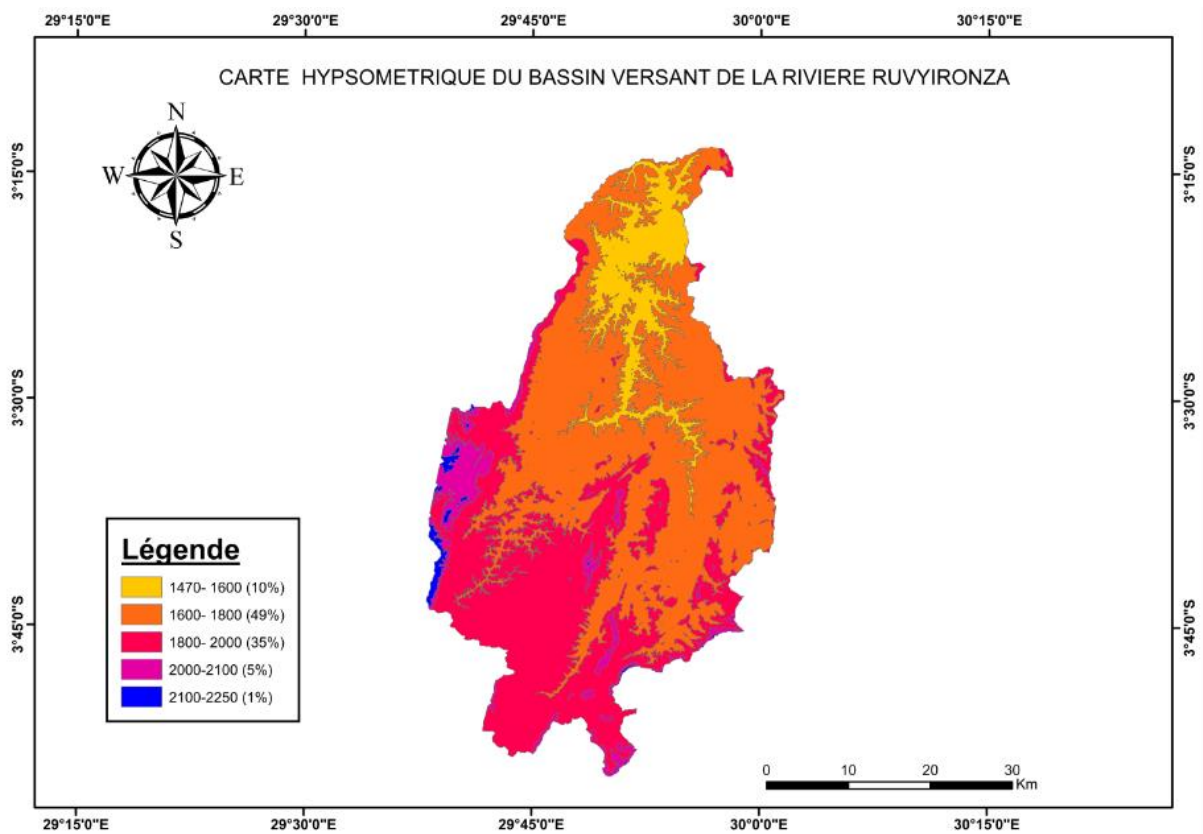 29°15'0"E 29°30'0"E 29°45'0"E 30°0'0"E 30°15'0"E
CARTE HYPSOMETRIQUE DU BASSIN VERSANT DE LA RIVIERE RUVYIRONZA
N
W E
S
3°15'0"S 3°15'0"S
3°30'0"S 3°30'0"S
3°45'0"S 3°45'0"S
Légende
1470- 1600 (10%)
1600- 1800 (49%)
1800- 2000 (35%)
2000-2100 (5%)
2100-2250 (1%)
0 10 20 30
Km
29°15'0"E 29°30'0"E 29°45'0"E 30°0'0"E 30°15'0"E